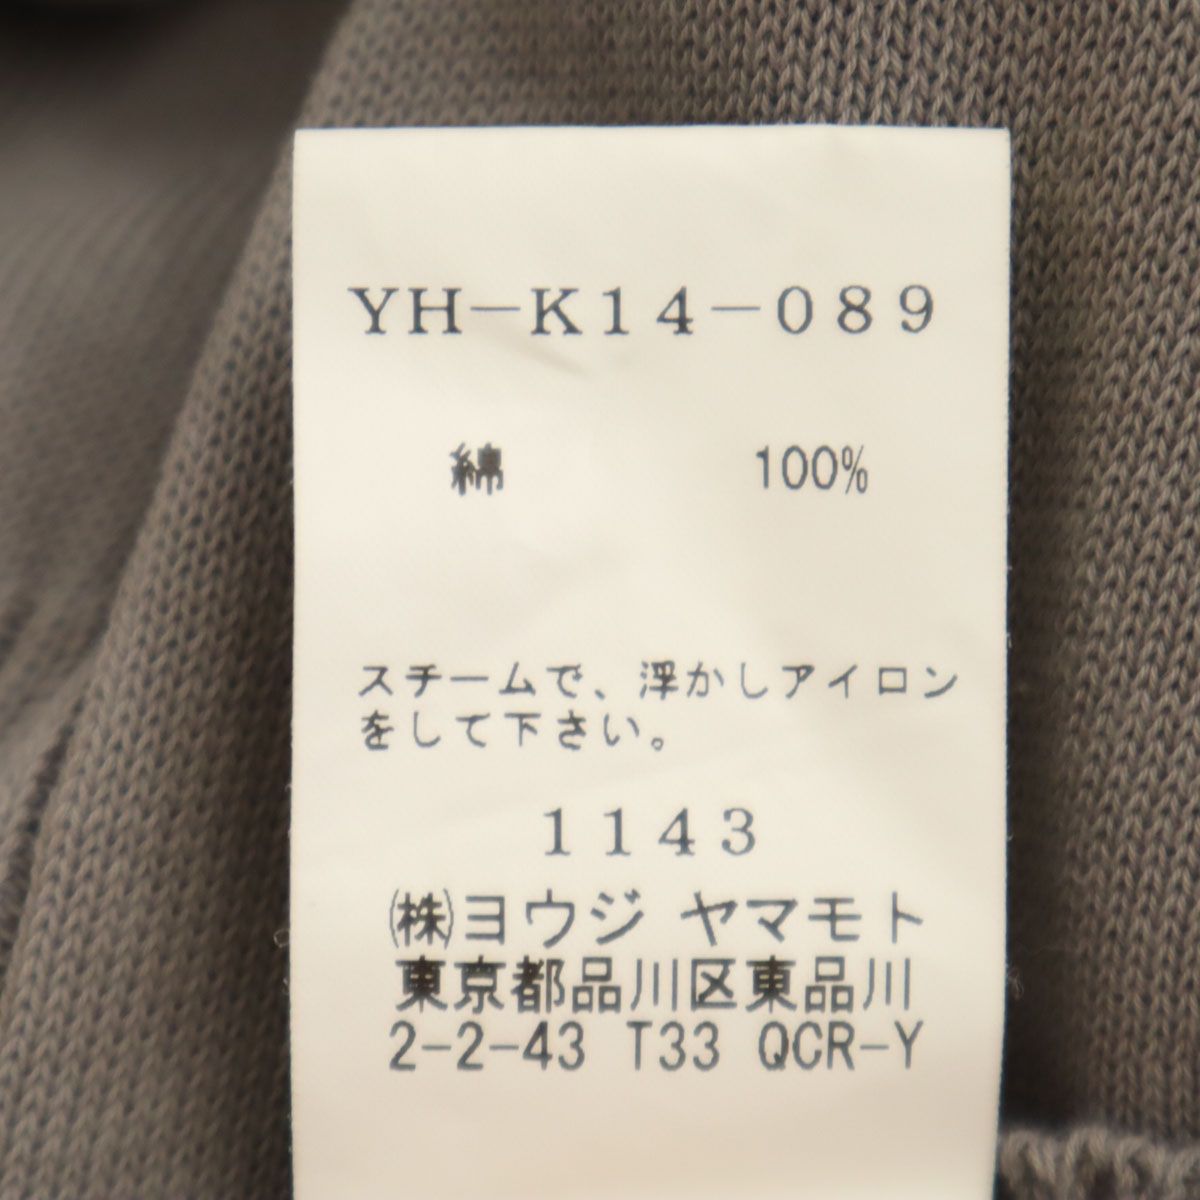 YH-K14-089
綿 100%
スチームで、浮かしアイロン
をして下さい。
1143
㈱ヨウジ ヤマモト
東京都品川区東品川
2-2-43 T33 QCR-Y